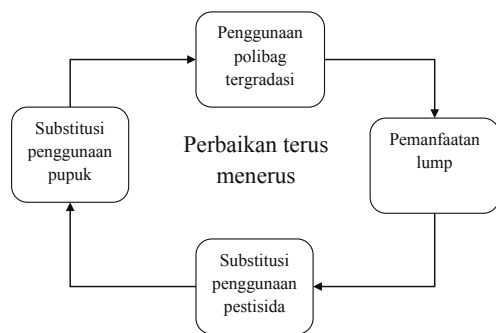 Penggunaan
polibag
tergradasi
Substitusi
penggunaan
pupuk
Perbaikan terus
menerus
Pemanfaatan
lump
Substitusi
penggunaan
pestisida